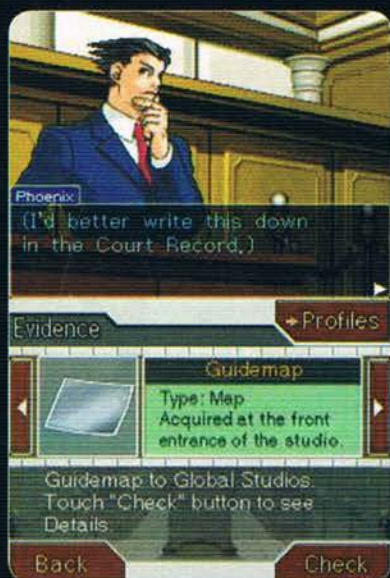 Phoenix
(I'd better write this down
in the Court Record.)
Evidence
Profiles
Guidemap
Type: Map
Acquired at the front
entrance of the studio.
Guidemap to Global Studios.
Touch "Check" button to see
Details.
Back
Check